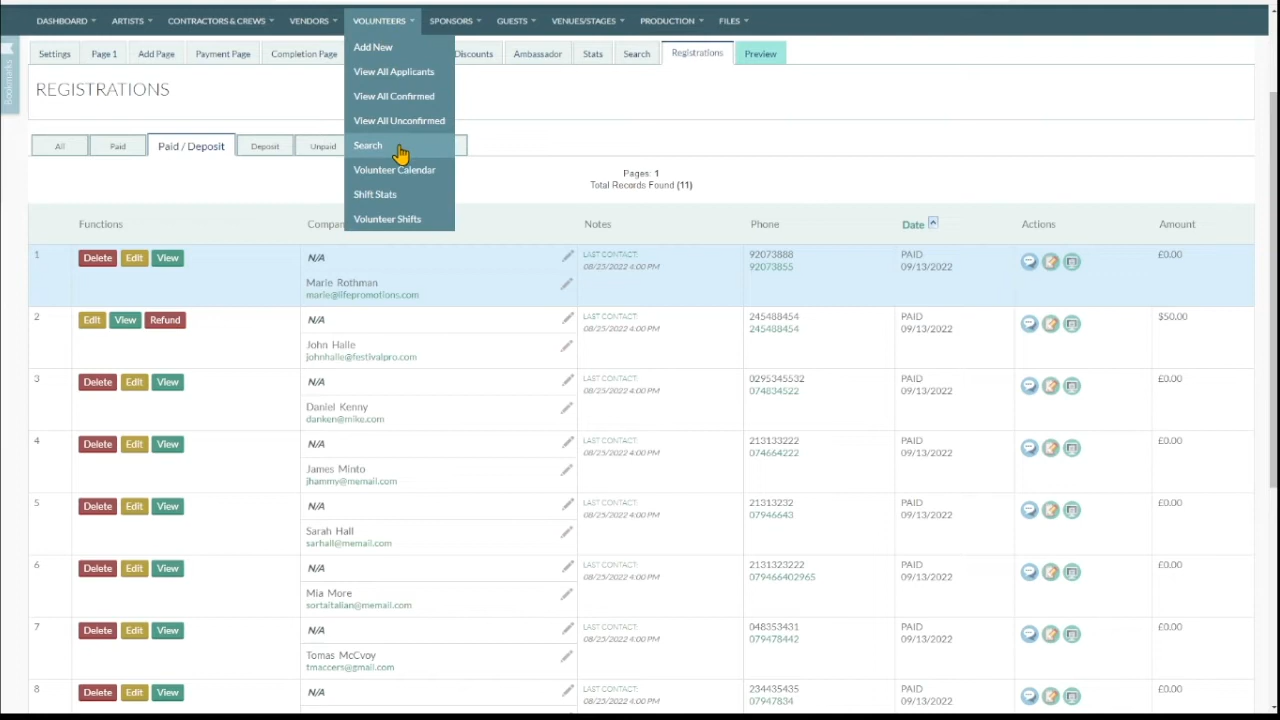 DASHBOARD ARTISTS CONTRACTORS & CREWS VENDORS VOLUNTEERS SPONSORS GUESTS VENUES/STAGES PRODUCTION FILES
Bookmarks
Settings Page 1 Add Page Payment Page Completion Page Discounts Ambassador Stats Search Registrations Preview
Add New
View All Applicants
View All Confirmed
View All Unconfirmed
Search
Volunteer Calendar
Shift Stats
Volunteer Shifts
REGISTRATIONS
All Paid Paid / Deposit Deposit Unpaid
Pages: 1
Total Records Found (11)
Functions Notes Phone Date Actions Amount
1 Delete Edit View N/A LAST CONTACT: 92073888 PAID £0.00
08/25/2022 4:00 PM 92073855 09/13/2022
Marie Rothman
marie@lifepromotions.com
2 Edit View Refund N/A LAST CONTACT: 245488454 PAID $50.00
08/25/2022 4:00 PM 245488454 09/13/2022
John Halle
johnhalle@festivalpro.com
3 Delete Edit View N/A LAST CONTACT: 0295345532 PAID £0.00
08/25/2022 4:00 PM 074834522 09/13/2022
Daniel Kenny
danken@mike.com
4 Delete Edit View N/A LAST CONTACT: 213133222 PAID £0.00
08/25/2022 4:00 PM 074664222 09/13/2022
James Minto
jhammy@memail.com
5 Delete Edit View N/A LAST CONTACT: 21313232 PAID £0.00
08/25/2022 4:00 PM 07946643 09/13/2022
Sarah Hall
sarhall@memail.com
6 Delete Edit View N/A LAST CONTACT: 2131323222 PAID £0.00
08/25/2022 4:00 PM 079466402965 09/13/2022
Mia More
sortaitalian@memail.com
7 Delete Edit View N/A LAST CONTACT: 048353431 PAID £0.00
08/25/2022 4:00 PM 079478442 09/13/2022
Tomas McCvoy
tmaccers@gmail.com
8 Delete Edit View N/A LAST CONTACT: 234435435 PAID £0.00
08/25/2022 4:00 PM 07947834 09/13/2022